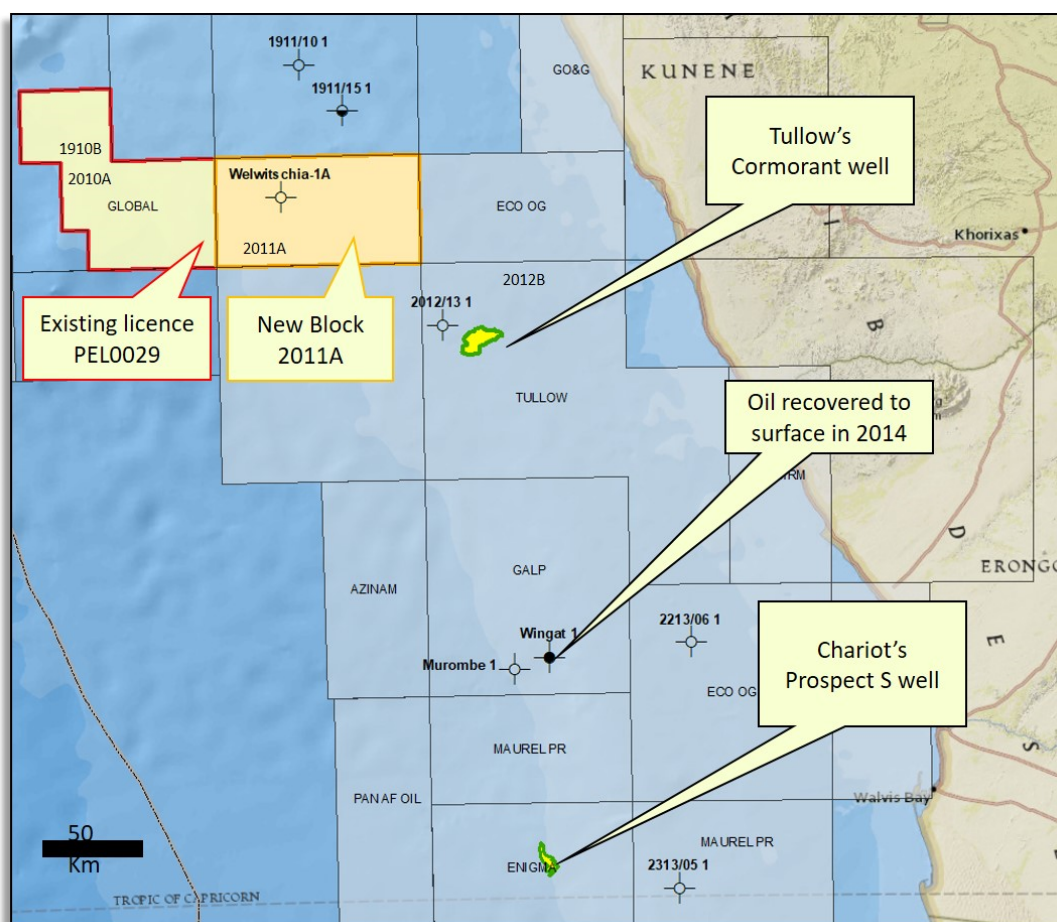 1911/10 1
GO&G
KUNENE
1911/15 1
Tullow's
Cormorant well
1910B
2010A
GLOBAL
Welwitschia-1A
2011A
ECO OG
Khorixas
2012B
Existing licence
PEL0029
New Block
2011A
2012/13 1
TULLOW
Oil recovered to
surface in 2014
D
ERONGO
AZINAM
GALP
Wingat 1
Murombe 1
2213/06 1
E
ECO OG
Chariot's
Prospect S well
MAUREL PR
S
PANAF OIL
Walvis Bay
50
Km
ENIGMA
MAUREL PR
2313/05 1
TROPIC OF CAPRICORN